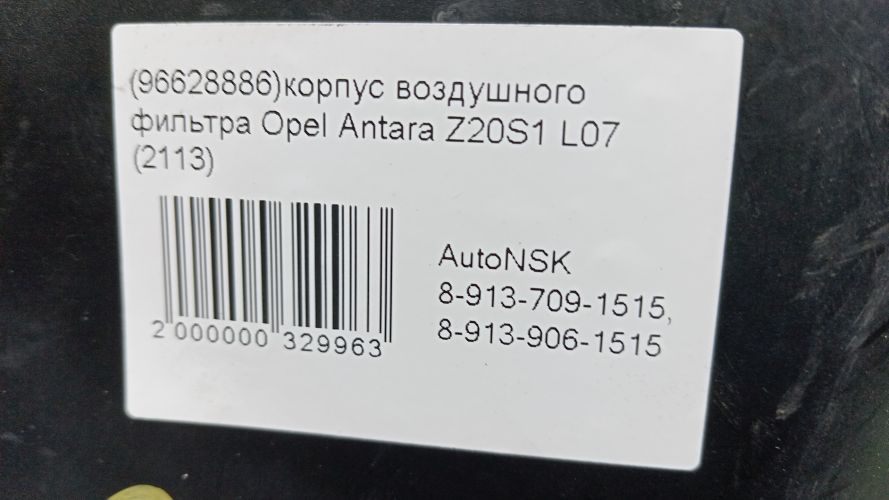 (96628886)корпус воздушного
фильтра Opel Antara Z20S1 L07
(2113)
AutoNSK
8-913-709-1515,
8-913-906-1515
2 000000 329963